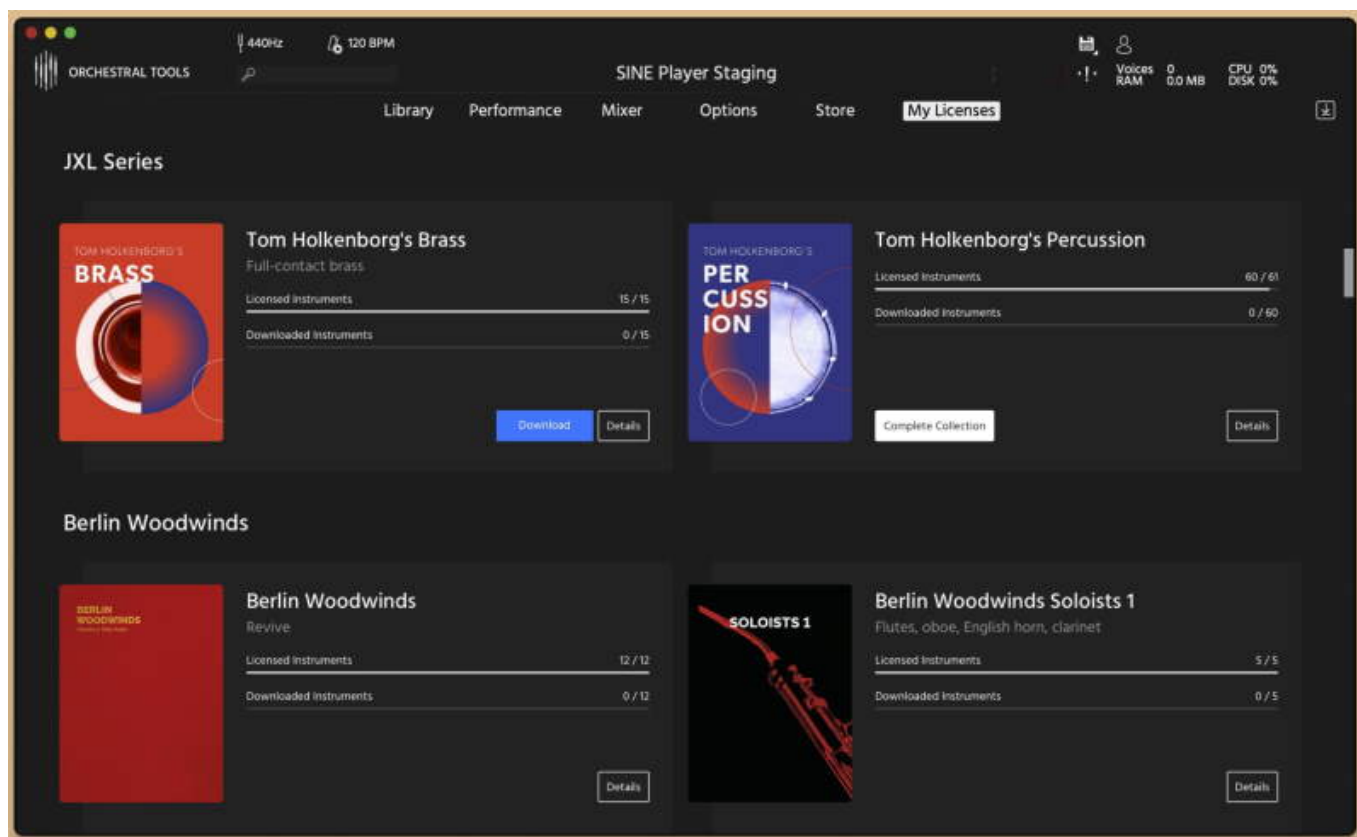 440Hz
120 BPM
ORCHESTRAL TOOLS
SINE Player Staging
Voices 0
RAM 0.0 MB
CPU 0%
DISK 0%
Library Performance Mixer Options Store My Licenses
JXL Series
TOM HOLKENBORG'S
BRASS
Tom Holkenborg's Brass
Full-contact brass
Licensed Instruments 15 / 15
Downloaded Instruments 0 / 15
Download Details
TOM HOLKENBORG'S
PER
CUSS
ION
Tom Holkenborg's Percussion
Licensed Instruments 60 / 61
Downloaded Instruments 0 / 60
Complete Collection Details
Berlin Woodwinds
BERLIN
WOODWINDS
Berlin Woodwinds
Revive
Licensed Instruments 12 / 12
Downloaded Instruments 0 / 12
Details
SOLOISTS 1
Berlin Woodwinds Soloists 1
Flutes, oboe, English horn, clarinet
Licensed Instruments 5 / 5
Downloaded Instruments 0 / 5
Details